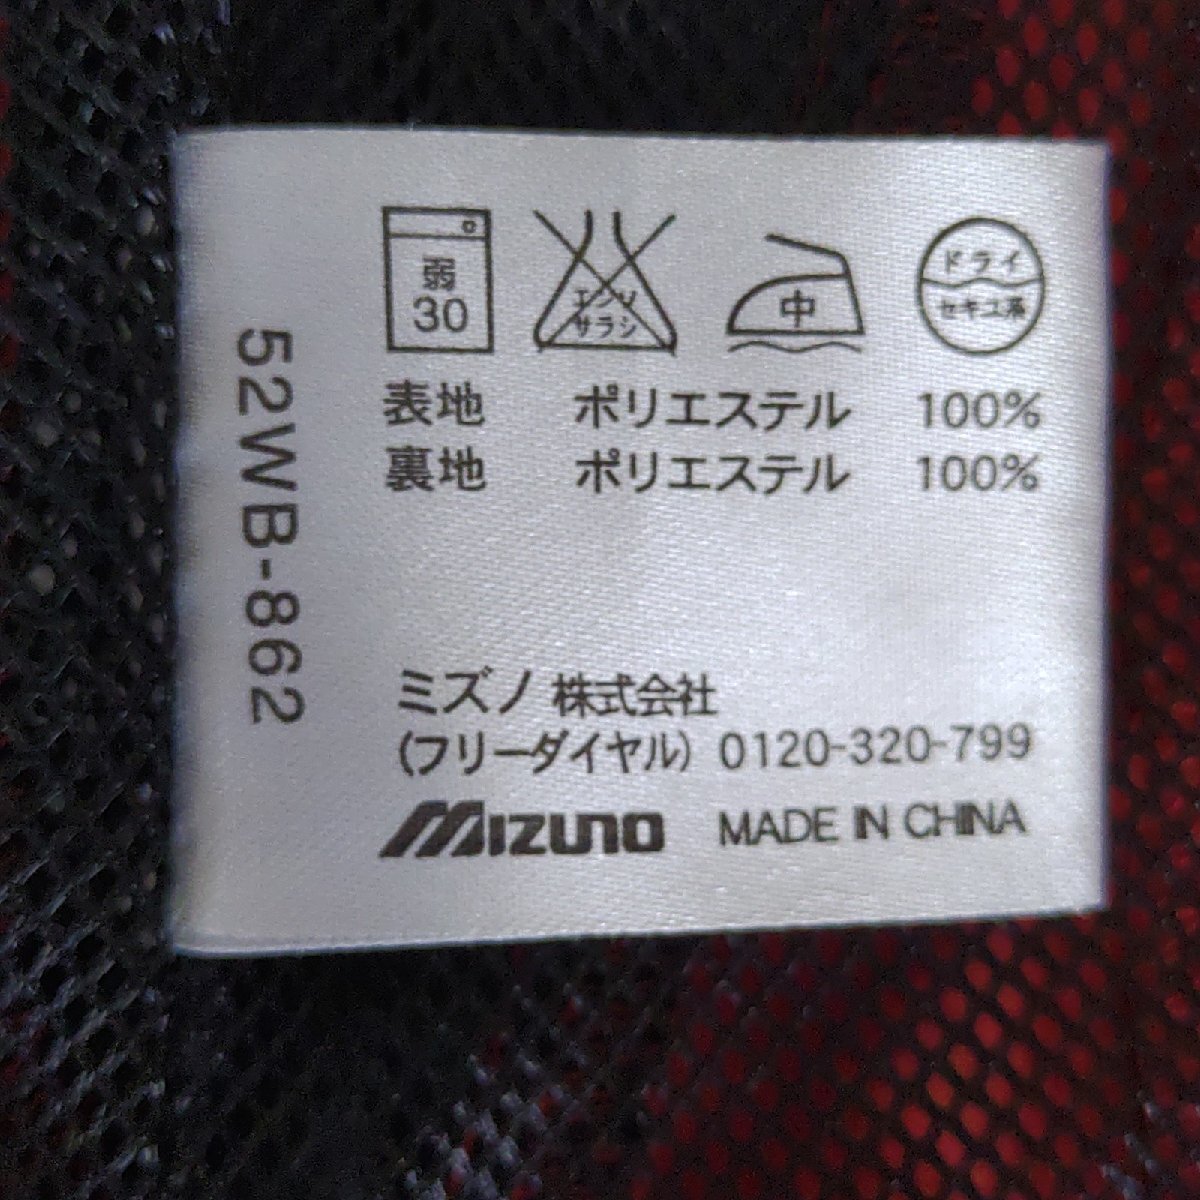 弱
30
エンソ
サラシ
中
ドライ
セキユ系
表地 ポリエステル 100%
裏地 ポリエステル 100%
52WB-862
ミズノ 株式会社
(フリーダイヤル) 0120-320-799
MIZUNO MADE IN CHINA